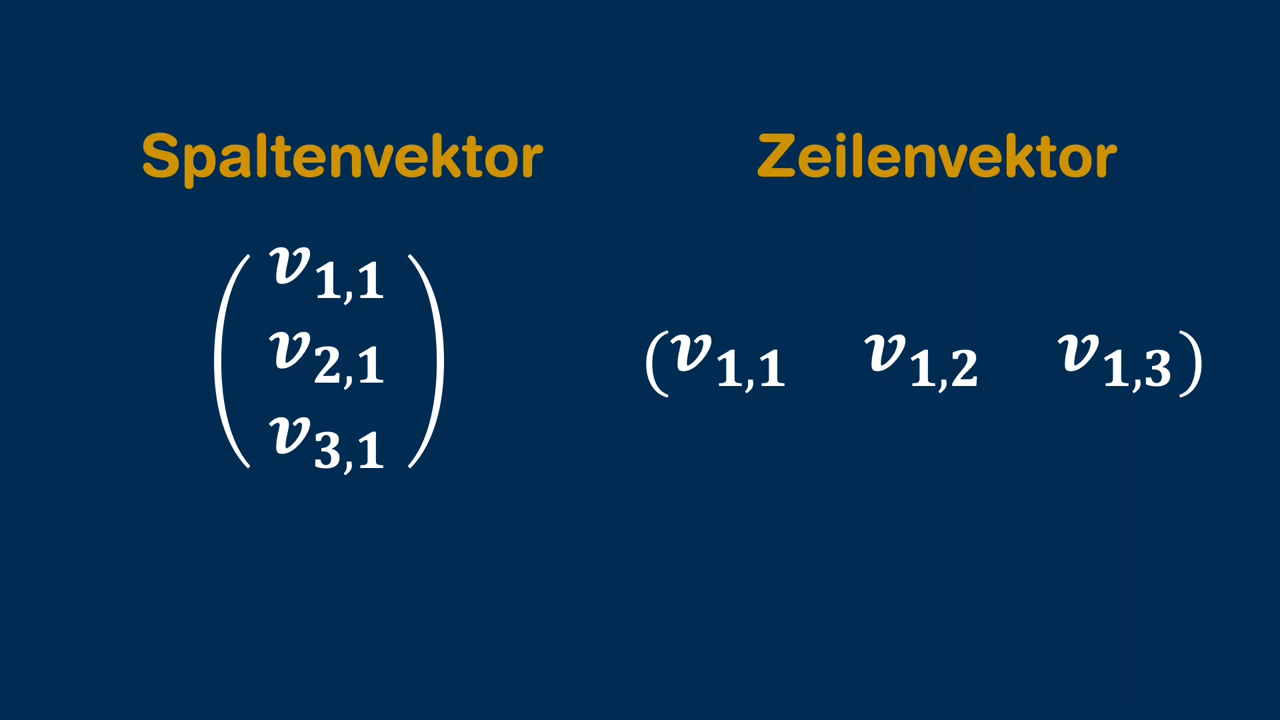 Spaltenvektor
Zeilenvektor
v1,1
v2,1
v3,1
(v1,1 v1,2 v1,3)